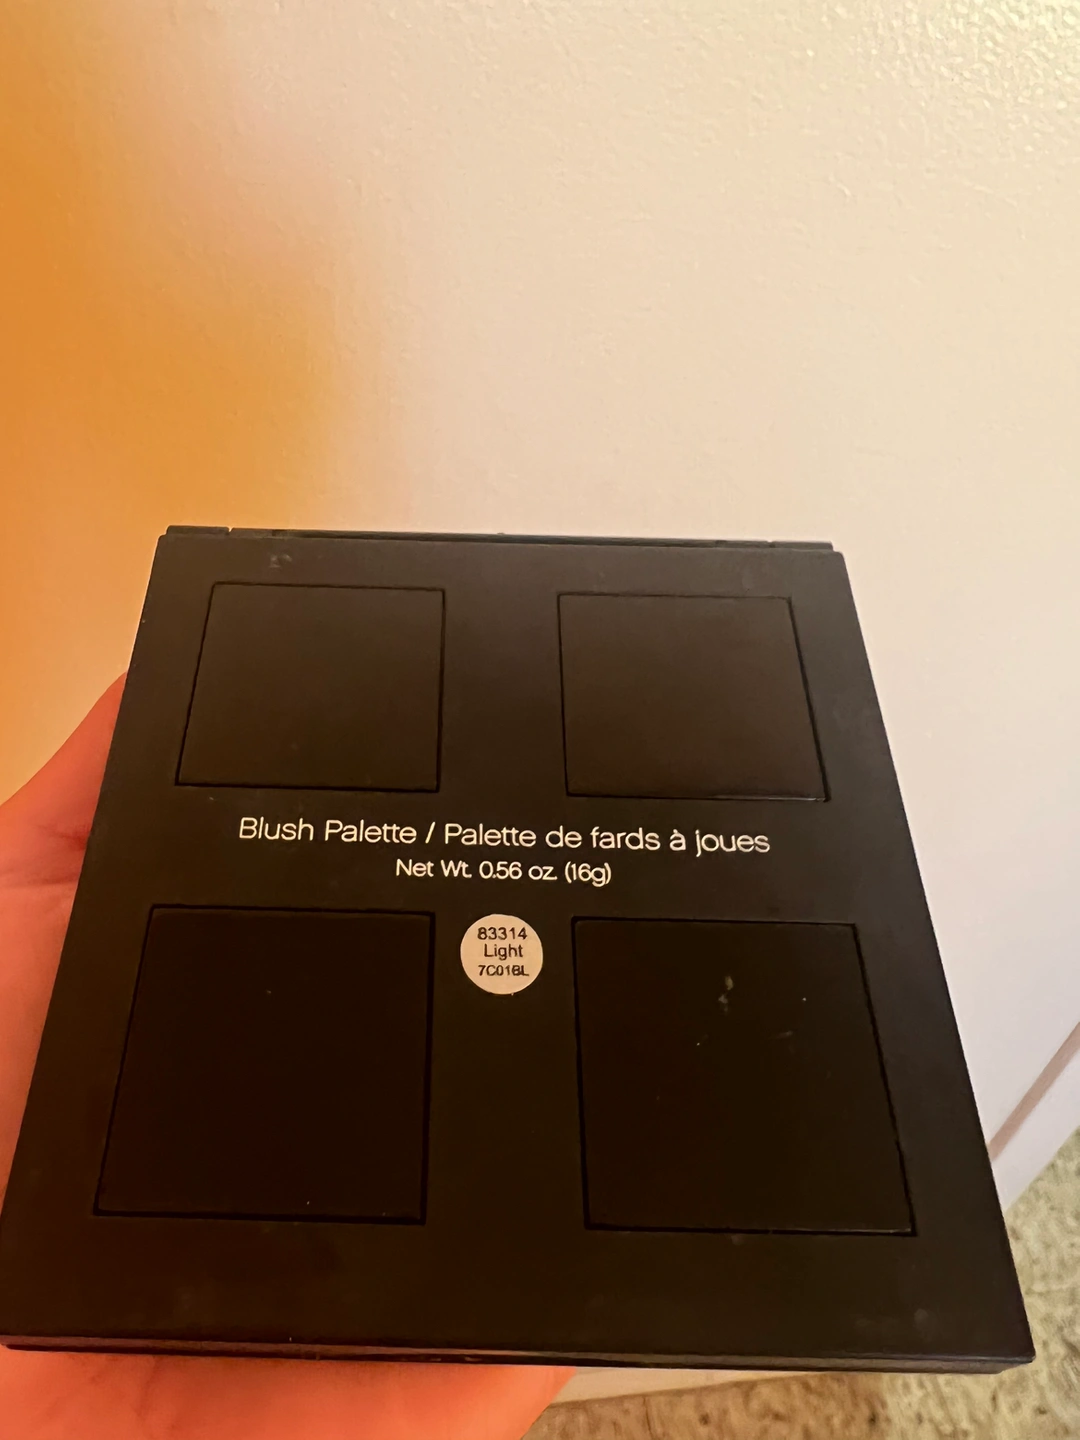 Blush Palette / Palette de fards à joues
Net Wt. 0.56 oz. (16g)
83314
Light
7C01BL